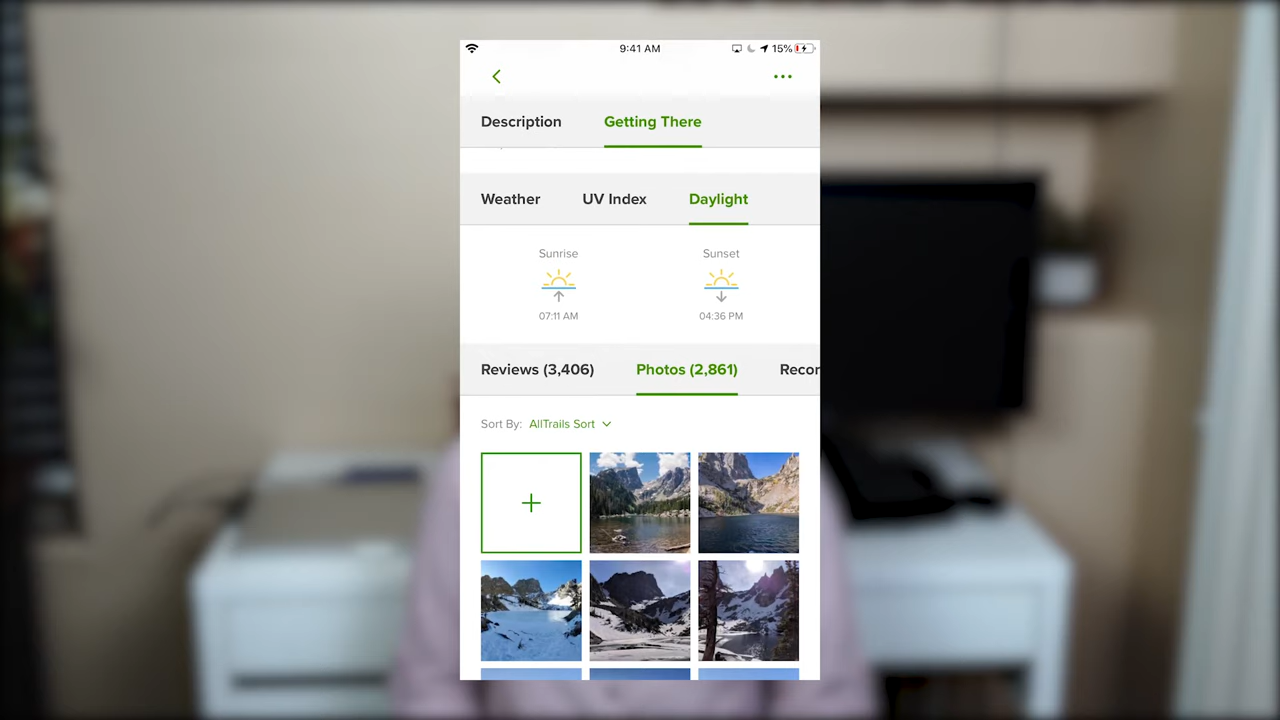 9:41 AM
15%
Description Getting There
Weather UV Index Daylight
Sunrise Sunset
07:11 AM 04:36 PM
Reviews (3,406) Photos (2,861) Recor
Sort By: AllTrails Sort